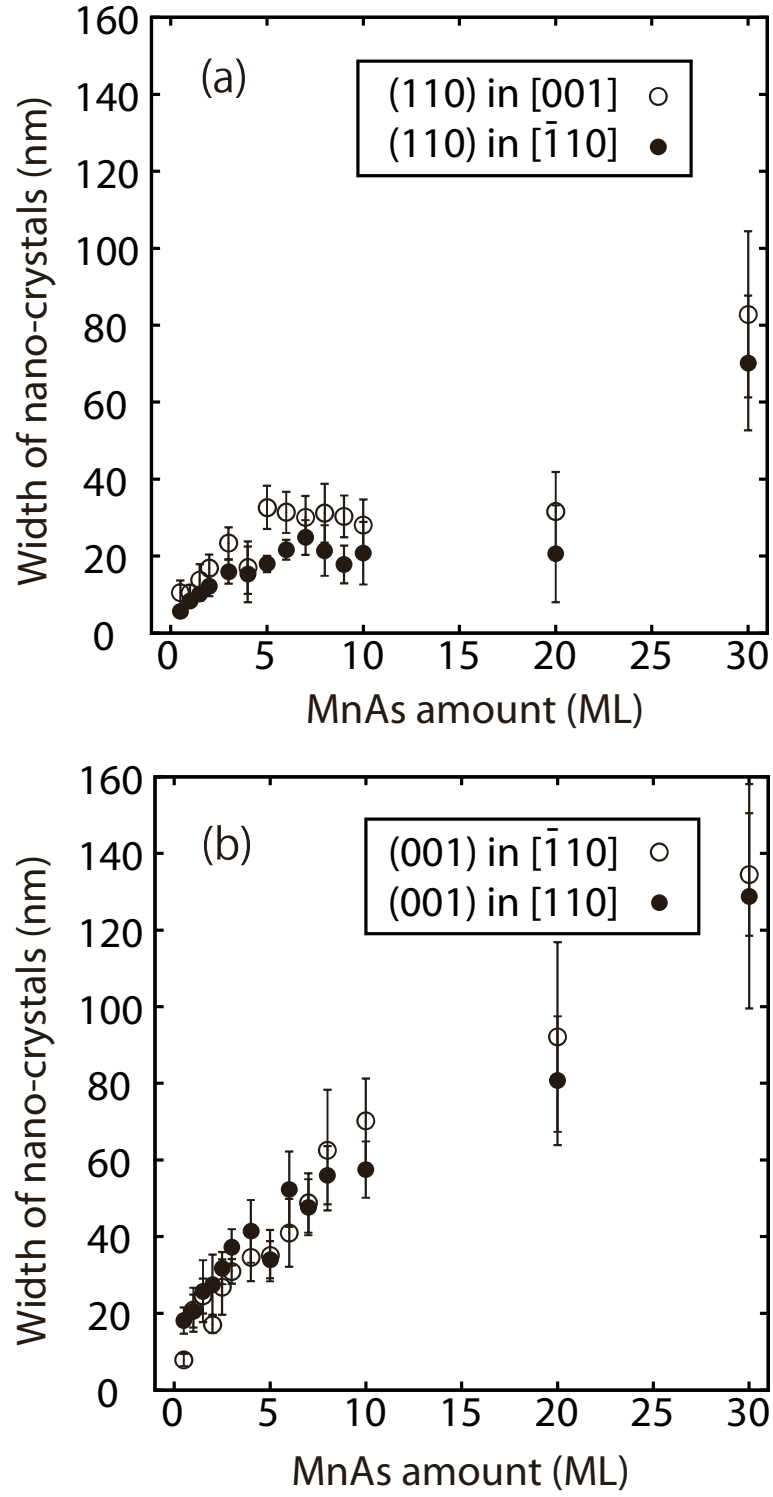 160
140
120
100
80
60
40
20
0
Width of nano-crystals (nm)
(a)
(110) in [001]
(110) in [1̄10]
0 5 10 15 20 25 30
MnAs amount (ML)
160
140
120
100
80
60
40
20
0
Width of nano-crystals (nm)
(b)
(001) in [1̄10]
(001) in [110]
0 5 10 15 20 25 30
MnAs amount (ML)